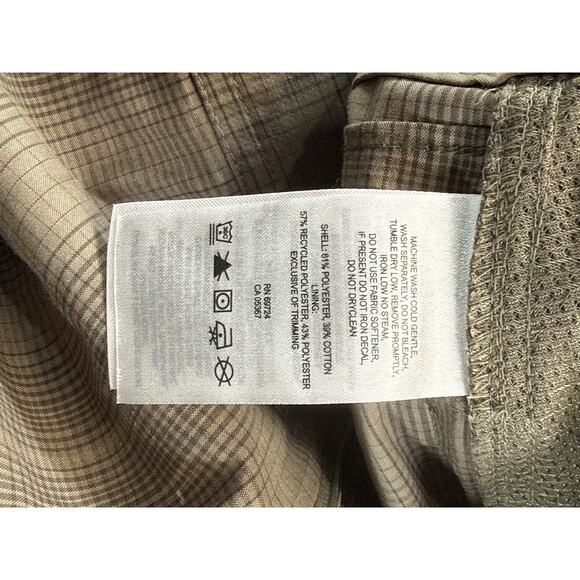 MACHINE WASH COLD GENTLE,
WASH SEPARATELY, DO NOT BLEACH,
TUMBLE DRY LOW, REMOVE PROMPTLY,
IRON LOW NO STEAM,
DO NOT USE FABRIC SOFTENER,
IF PRESENT DO NOT IRON DECAL,
DO NOT DRYCLEAN
SHELL: 61% POLYESTER, 39% COTTON
LINING:
57% RECYCLED POLYESTER, 43% POLYESTER
EXCLUSIVE OF TRIMMING
RN 69724
CA 05367